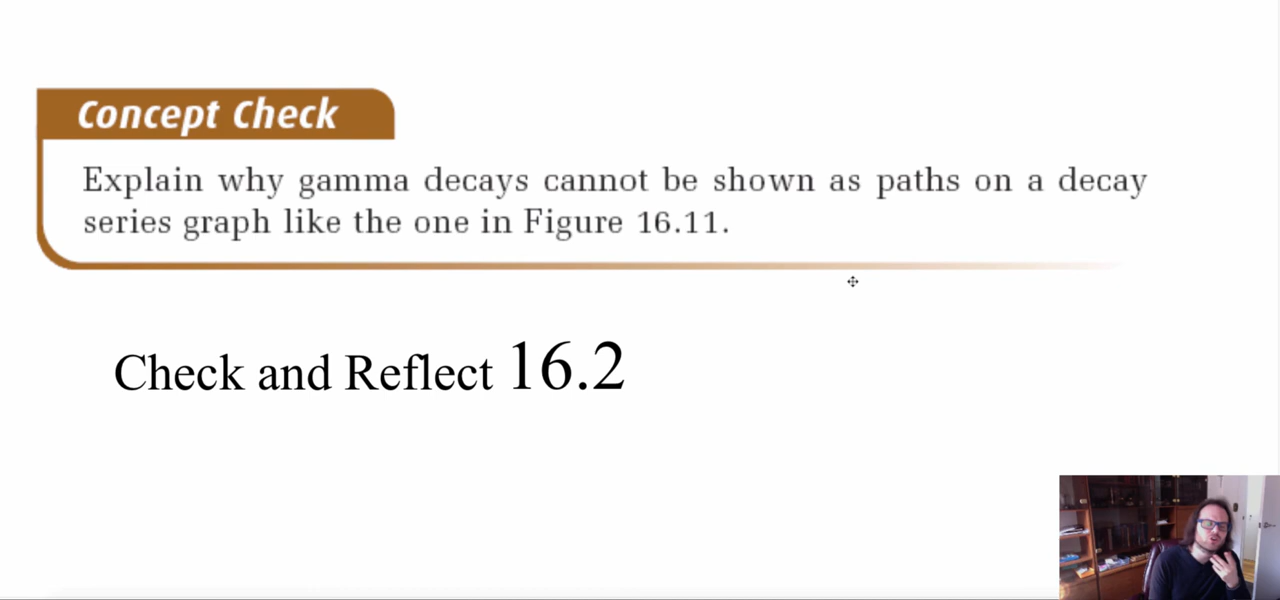 Concept Check
Explain why gamma decays cannot be shown as paths on a decay
series graph like the one in Figure 16.11.
Check and Reflect 16.2